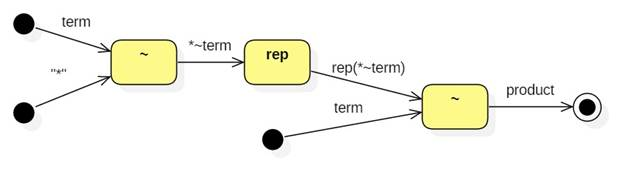 term
~
*~term
rep
"*"
rep(*~term)
~
product
term